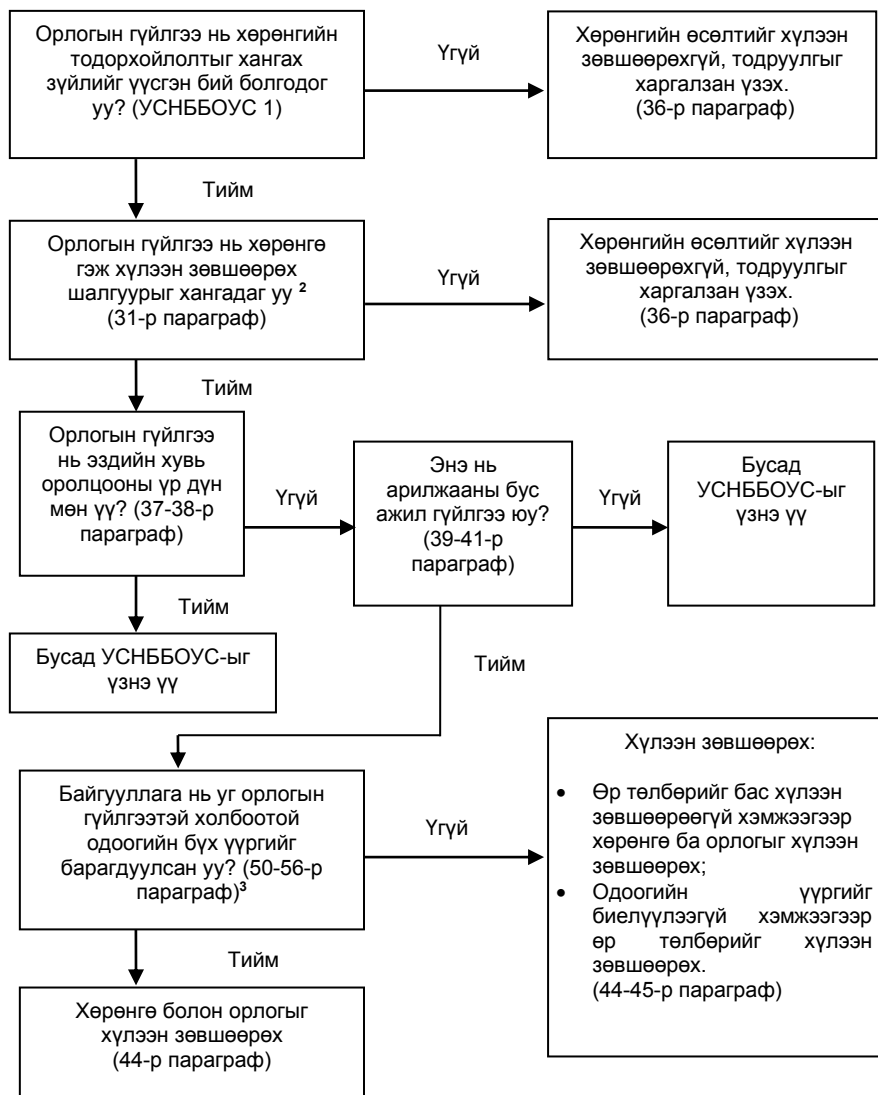 Орлогын гүйлгээ нь хөрөнгийн
тодорхойлолтыг хангах
зүйлийг үүсгэн бий болгодог
уу? (УСНББОУС 1)
Үгүй
Хөрөнгийн өсөлтийг хүлээн
зөвшөөрөхгүй, тодруулгыг
харгалзан үзэх.
(36-р параграф)
Тийм
Орлогын гүйлгээ нь хөрөнгө
гэж хүлээн зөвшөөрөх
шалгуурыг хангадаг уу ²
(31-р параграф)
Үгүй
Хөрөнгийн өсөлтийг хүлээн
зөвшөөрөхгүй, тодруулгыг
харгалзан үзэх.
(36-р параграф)
Тийм
Орлогын гүйлгээ
нь эздийн хувь
оролцооны үр дүн
мөн үү? (37-38-р
параграф)
Үгүй
Энэ нь
арилжааны бус
ажил гүйлгээ юу?
(39-41-р
параграф)
Үгүй
Бусад
УСНББОУС-ыг
үзнэ үү
Тийм
Бусад УСНББОУС-ыг
үзнэ үү
Тийм
Байгууллага нь уг орлогын
гүйлгээтэй холбоотой
одоогийн бүх үүргийг
барагдуулсан уу? (50-56-р
параграф)³
Үгүй
Хүлээн зөвшөөрөх:
• Өр төлбөрийг бас хүлээн
зөвшөөрөөгүй хэмжээгээр
хөрөнгө ба орлогыг хүлээн
зөвшөөрөх;
• Одоогийн үүргийг
биелүүлээгүй хэмжээгээр
өр төлбөрийг хүлээн
зөвшөөрөх.
(44-45-р параграф)
Тийм
Хөрөнгө болон орлогыг
хүлээн зөвшөөрөх
(44-р параграф)